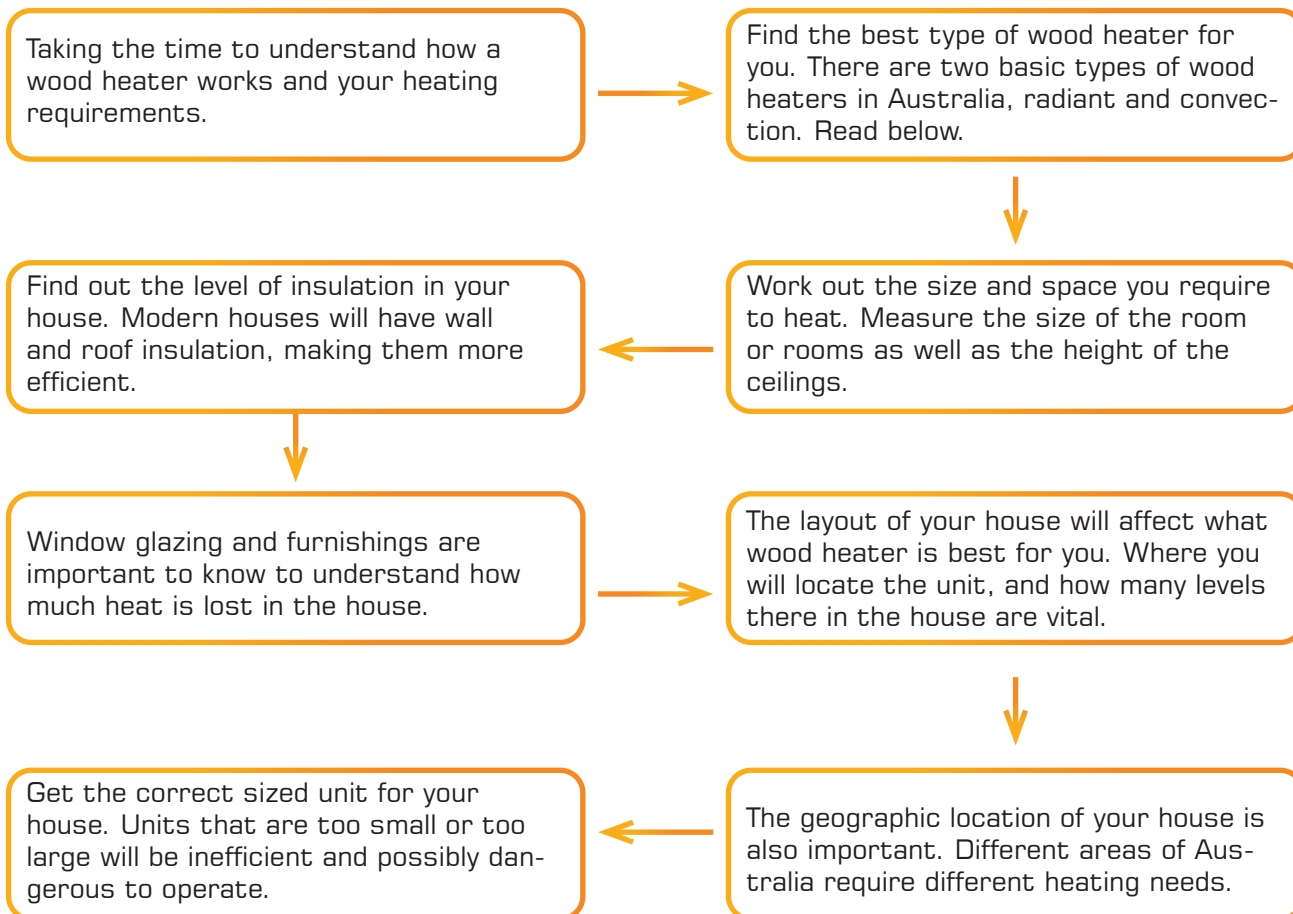 Taking the time to understand how a
wood heater works and your heating
requirements.
Find the best type of wood heater for
you. There are two basic types of wood
heaters in Australia, radiant and convec-
tion. Read below.
Work out the size and space you require
to heat. Measure the size of the room
or rooms as well as the height of the
ceilings.
Find out the level of insulation in your
house. Modern houses will have wall
and roof insulation, making them more
efficient.
Window glazing and furnishings are
important to know to understand how
much heat is lost in the house.
The layout of your house will affect what
wood heater is best for you. Where you
will locate the unit, and how many levels
there in the house are vital.
The geographic location of your house is
also important. Different areas of Aus-
tralia require different heating needs.
Get the correct sized unit for your
house. Units that are too small or too
large will be inefficient and possibly dan-
gerous to operate.